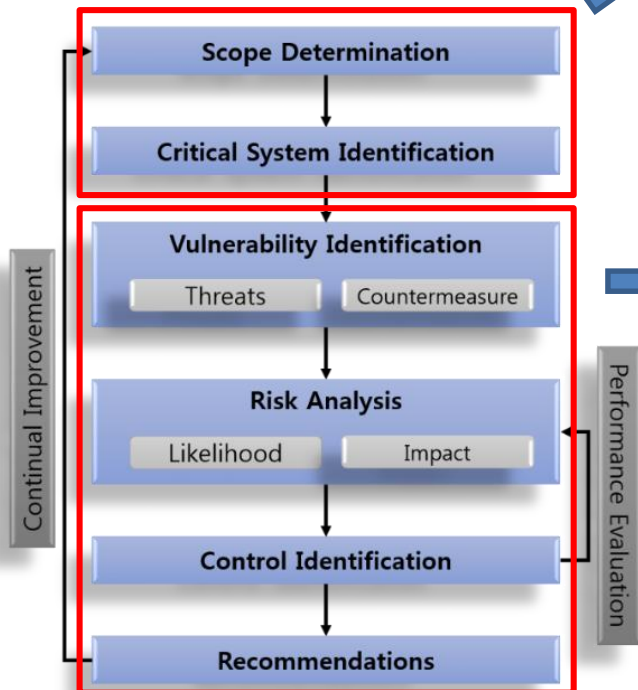 Scope Determination
Critical System Identification
Vulnerability Identification
Threats
Countermeasure
Risk Analysis
Likelihood
Impact
Control Identification
Recommendations
Continual Improvement
Performance Evaluation